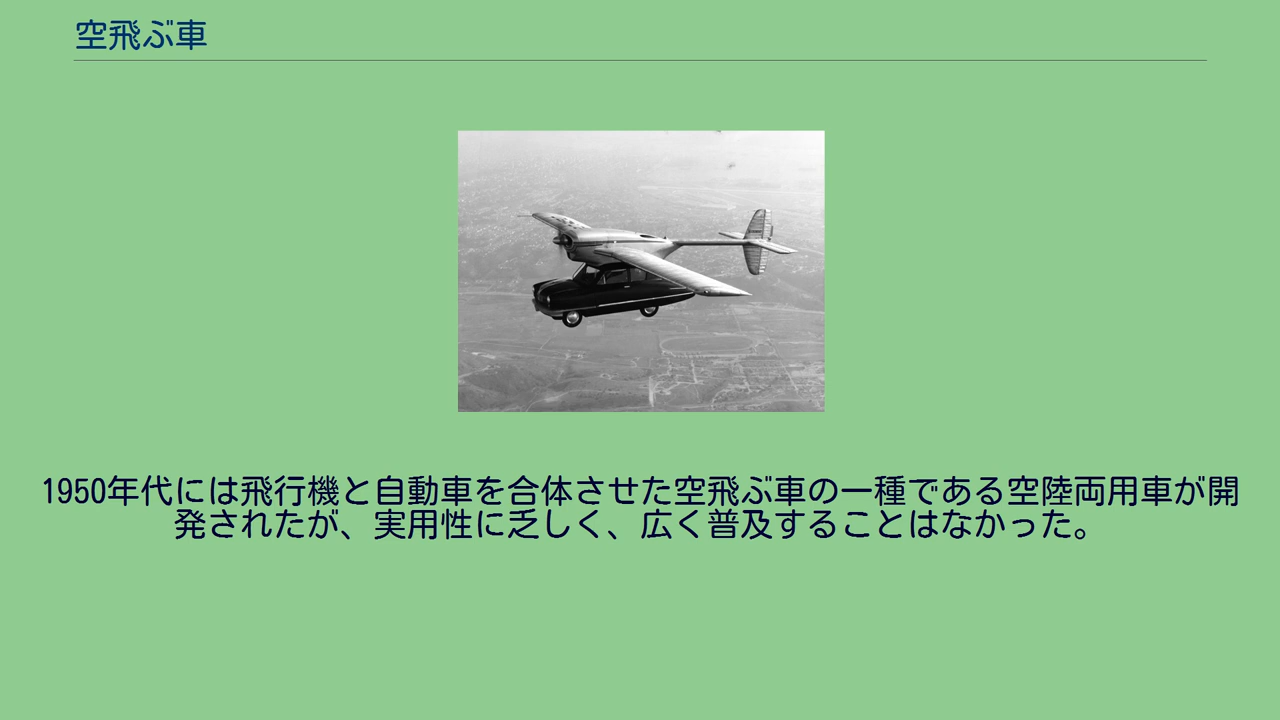 空飛ぶ車
1950年代には飛行機と自動車を合体させた空飛ぶ車の一種である空陸両用車が開
発されたが、実用性に乏しく、広く普及することはなかった。